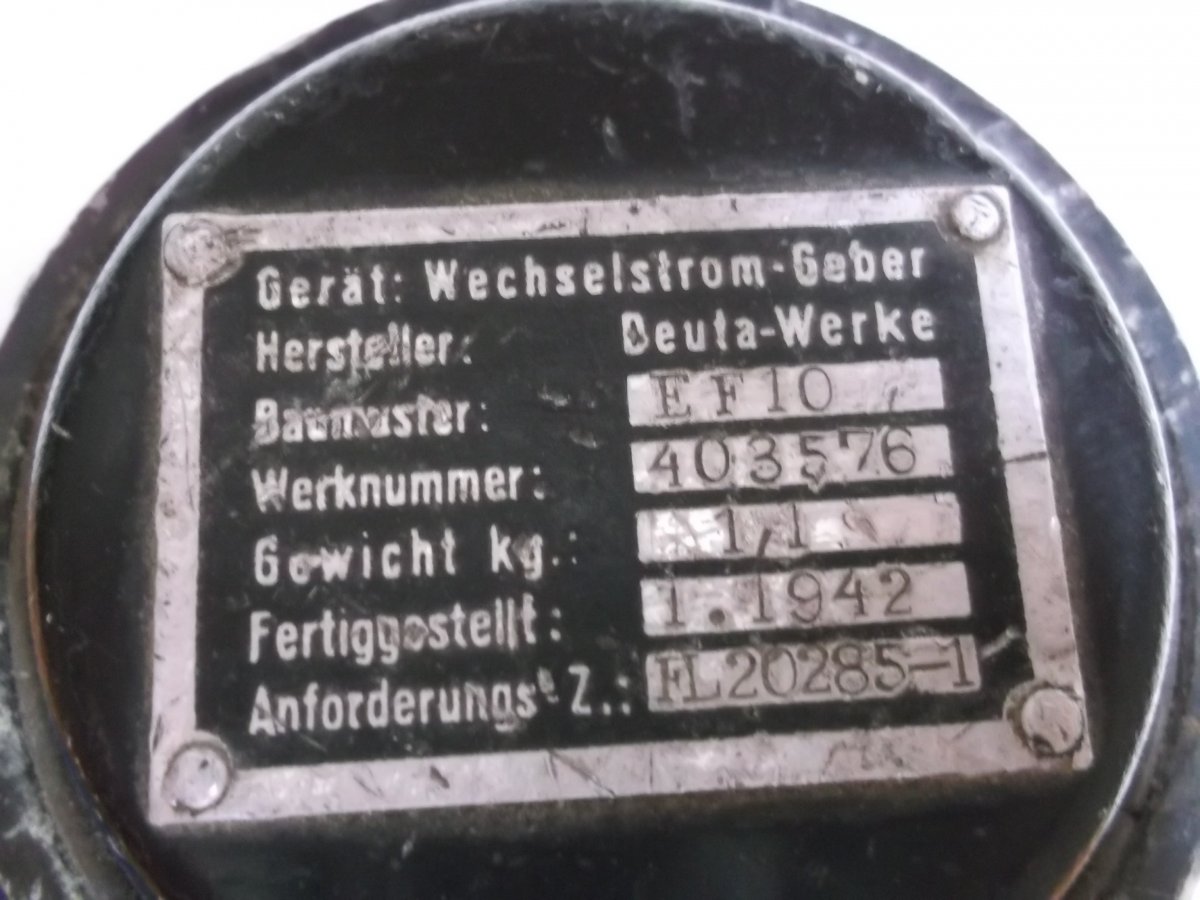 Gerät: Wechselstrom-Geber
Hersteller: Deuta-Werke
Baumuster: EF10
Werknummer: 403576
Gewicht kg.: 1,1
Fertiggestellt: 1.1942
Anforderungs-Z.: FL20285-1